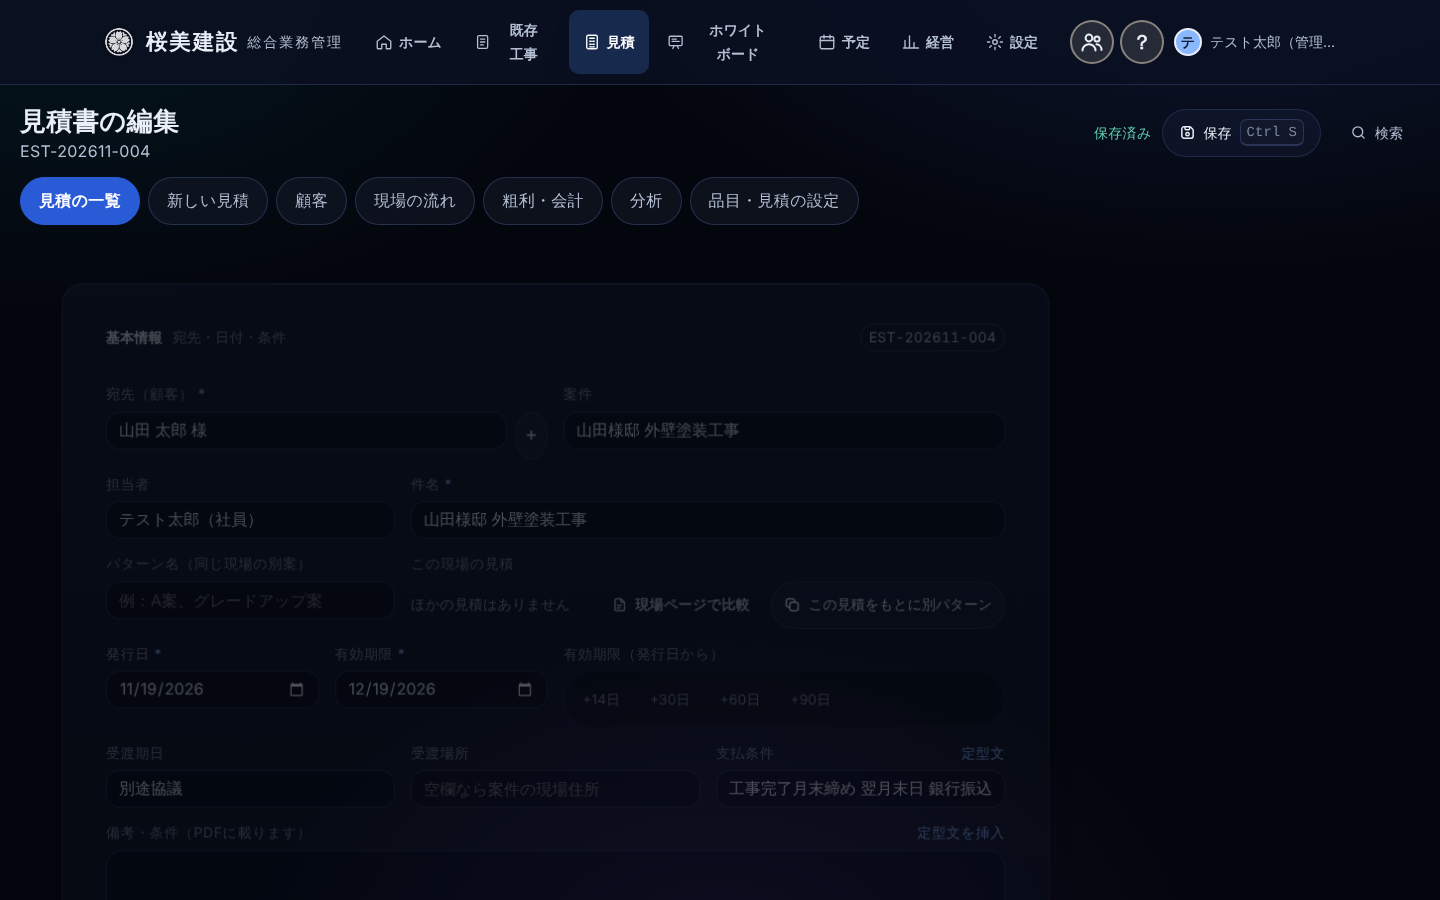 桜美建設 総合業務管理 ホーム 既存工事 見積 ホワイトボード 予定 経営 設定 ? テ テスト太郎（管理...
見積書の編集
EST-202611-004
保存済み 保存 Ctrl S 検索
見積の一覧 新しい見積 顧客 現場の流れ 粗利・会計 分析 品目・見積の設定
基本情報 宛先・日付・条件 EST-202611-004
宛先（顧客） * 案件
山田 太郎 様 + 山田様邸 外壁塗装工事
担当者 件名 *
テスト太郎（社員） 山田様邸 外壁塗装工事
パターン名（同じ現場の別案） この現場の見積
例：A案、グレードアップ案 ほかの見積はありません 現場ページで比較 この見積をもとに別パターン
発行日 * 有効期限 * 有効期限（発行日から）
11/19/2026 12/19/2026 +14日 +30日 +60日 +90日
受渡期日 受渡場所 支払条件 定型文
別途協議 空欄なら案件の現場住所 工事完了月末締め 翌月末日 銀行振込
備考・条件（PDFに載ります） 定型文を挿入